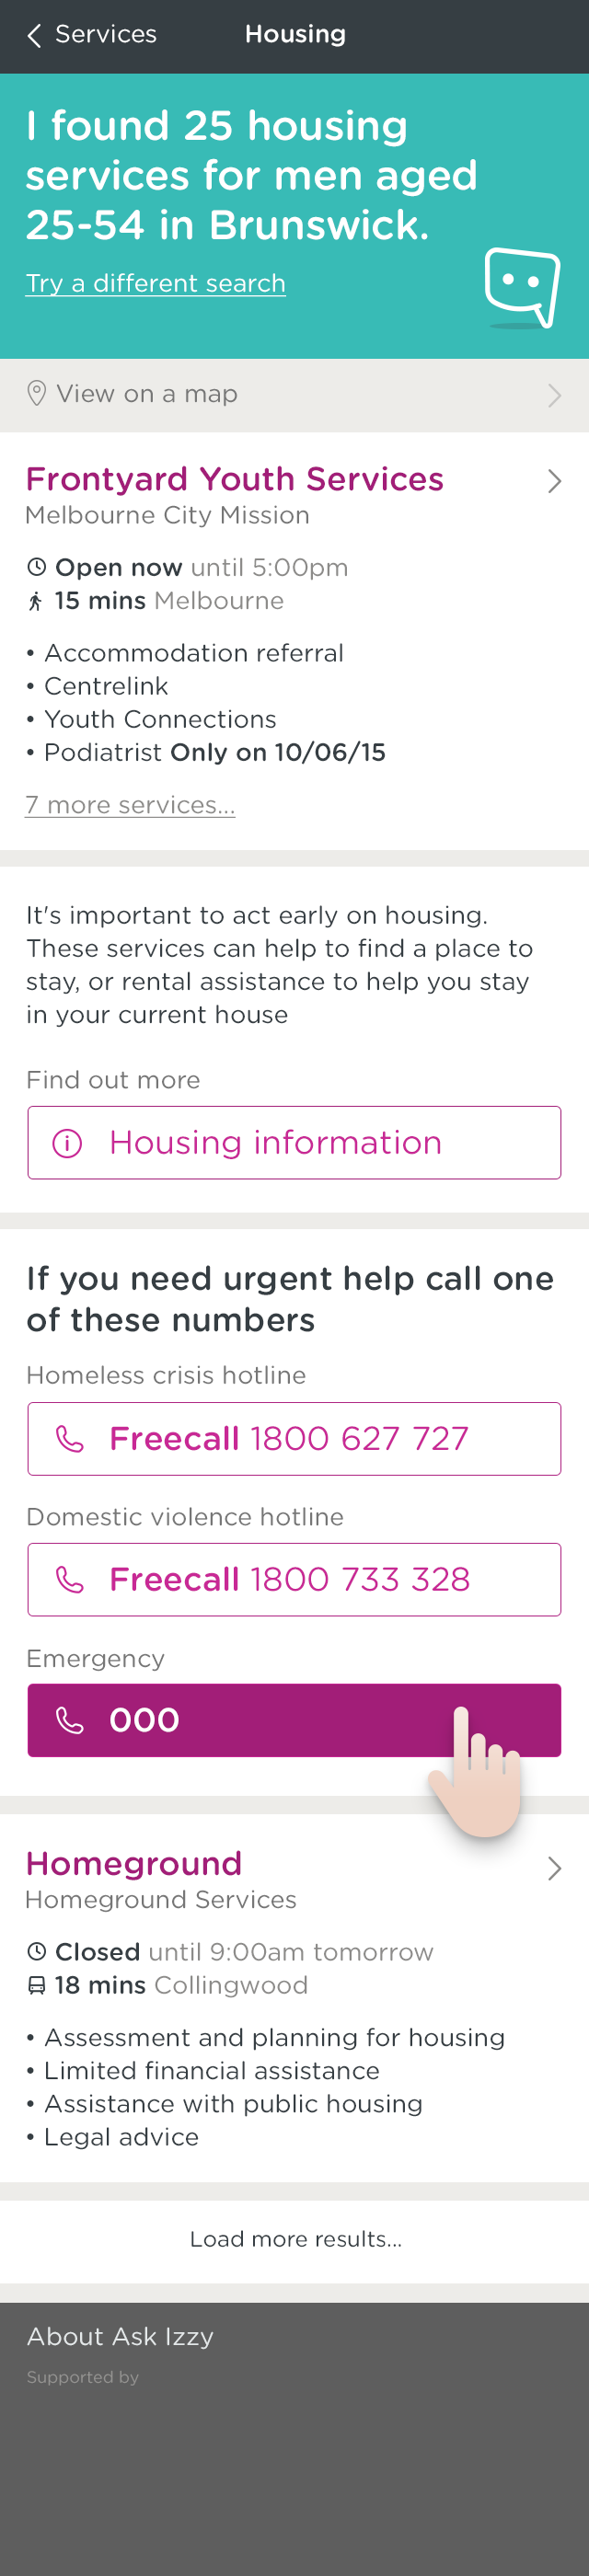 Services
Housing
I found 25 housing
services for men aged
25-54 in Brunswick.
Try a different search
View on a map
Frontyard Youth Services
Melbourne City Mission
Open now until 5:00pm
15 mins Melbourne
• Accommodation referral
• Centrelink
• Youth Connections
• Podiatrist Only on 10/06/15
7 more services...
It's important to act early on housing.
These services can help to find a place to
stay, or rental assistance to help you stay
in your current house
Find out more
Housing information
If you need urgent help call one
of these numbers
Homeless crisis hotline
Freecall 1800 627 727
Domestic violence hotline
Freecall 1800 733 328
Emergency
000
Homeground
Homeground Services
Closed until 9:00am tomorrow
18 mins Collingwood
• Assessment and planning for housing
• Limited financial assistance
• Assistance with public housing
• Legal advice
Load more results...
About Ask Izzy
Supported by